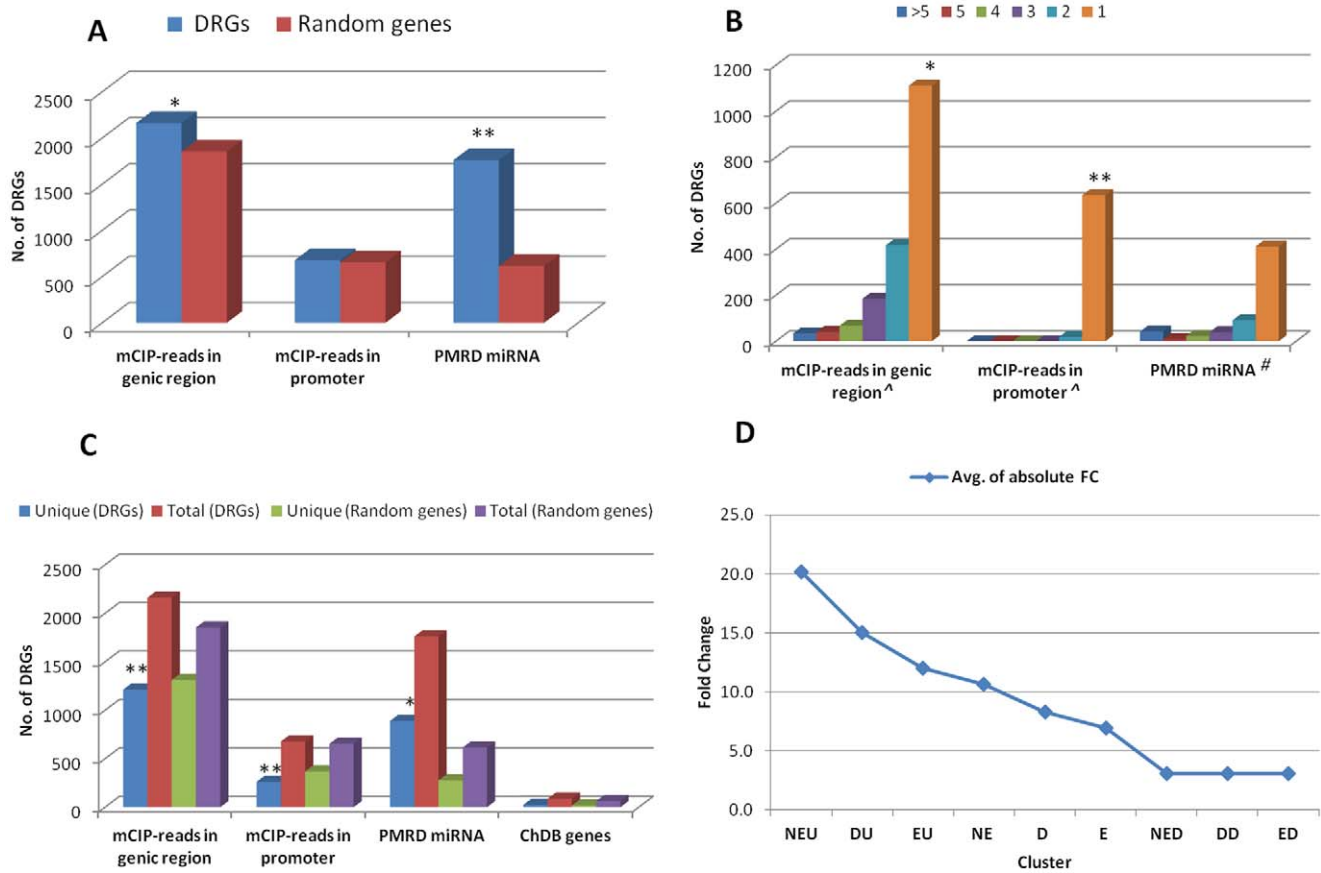 A
DRGs Random genes
No. of DRGs
2500
2000
1500
1000
500
0
*
**
mCIP-reads in
genic region
mCIP-reads in
promoter
PMRD miRNA
B
>5 5 4 3 2 1
No. of DRGs
1200
1000
800
600
400
200
0
*
**
mCIP-reads in genic
region ^
mCIP-reads in
promoter ^
PMRD miRNA #
C
Unique (DRGs) Total (DRGs) Unique (Random genes) Total (Random genes)
No. of DRGs
2500
2000
1500
1000
500
0
**
**
*
mCIP-reads in
genic region
mCIP-reads in
promoter
PMRD miRNA
ChDB genes
D
Avg. of absolute FC
Fold Change
25.0
20.0
15.0
10.0
5.0
0.0
NEU DU EU NE D E NED DD ED
Cluster